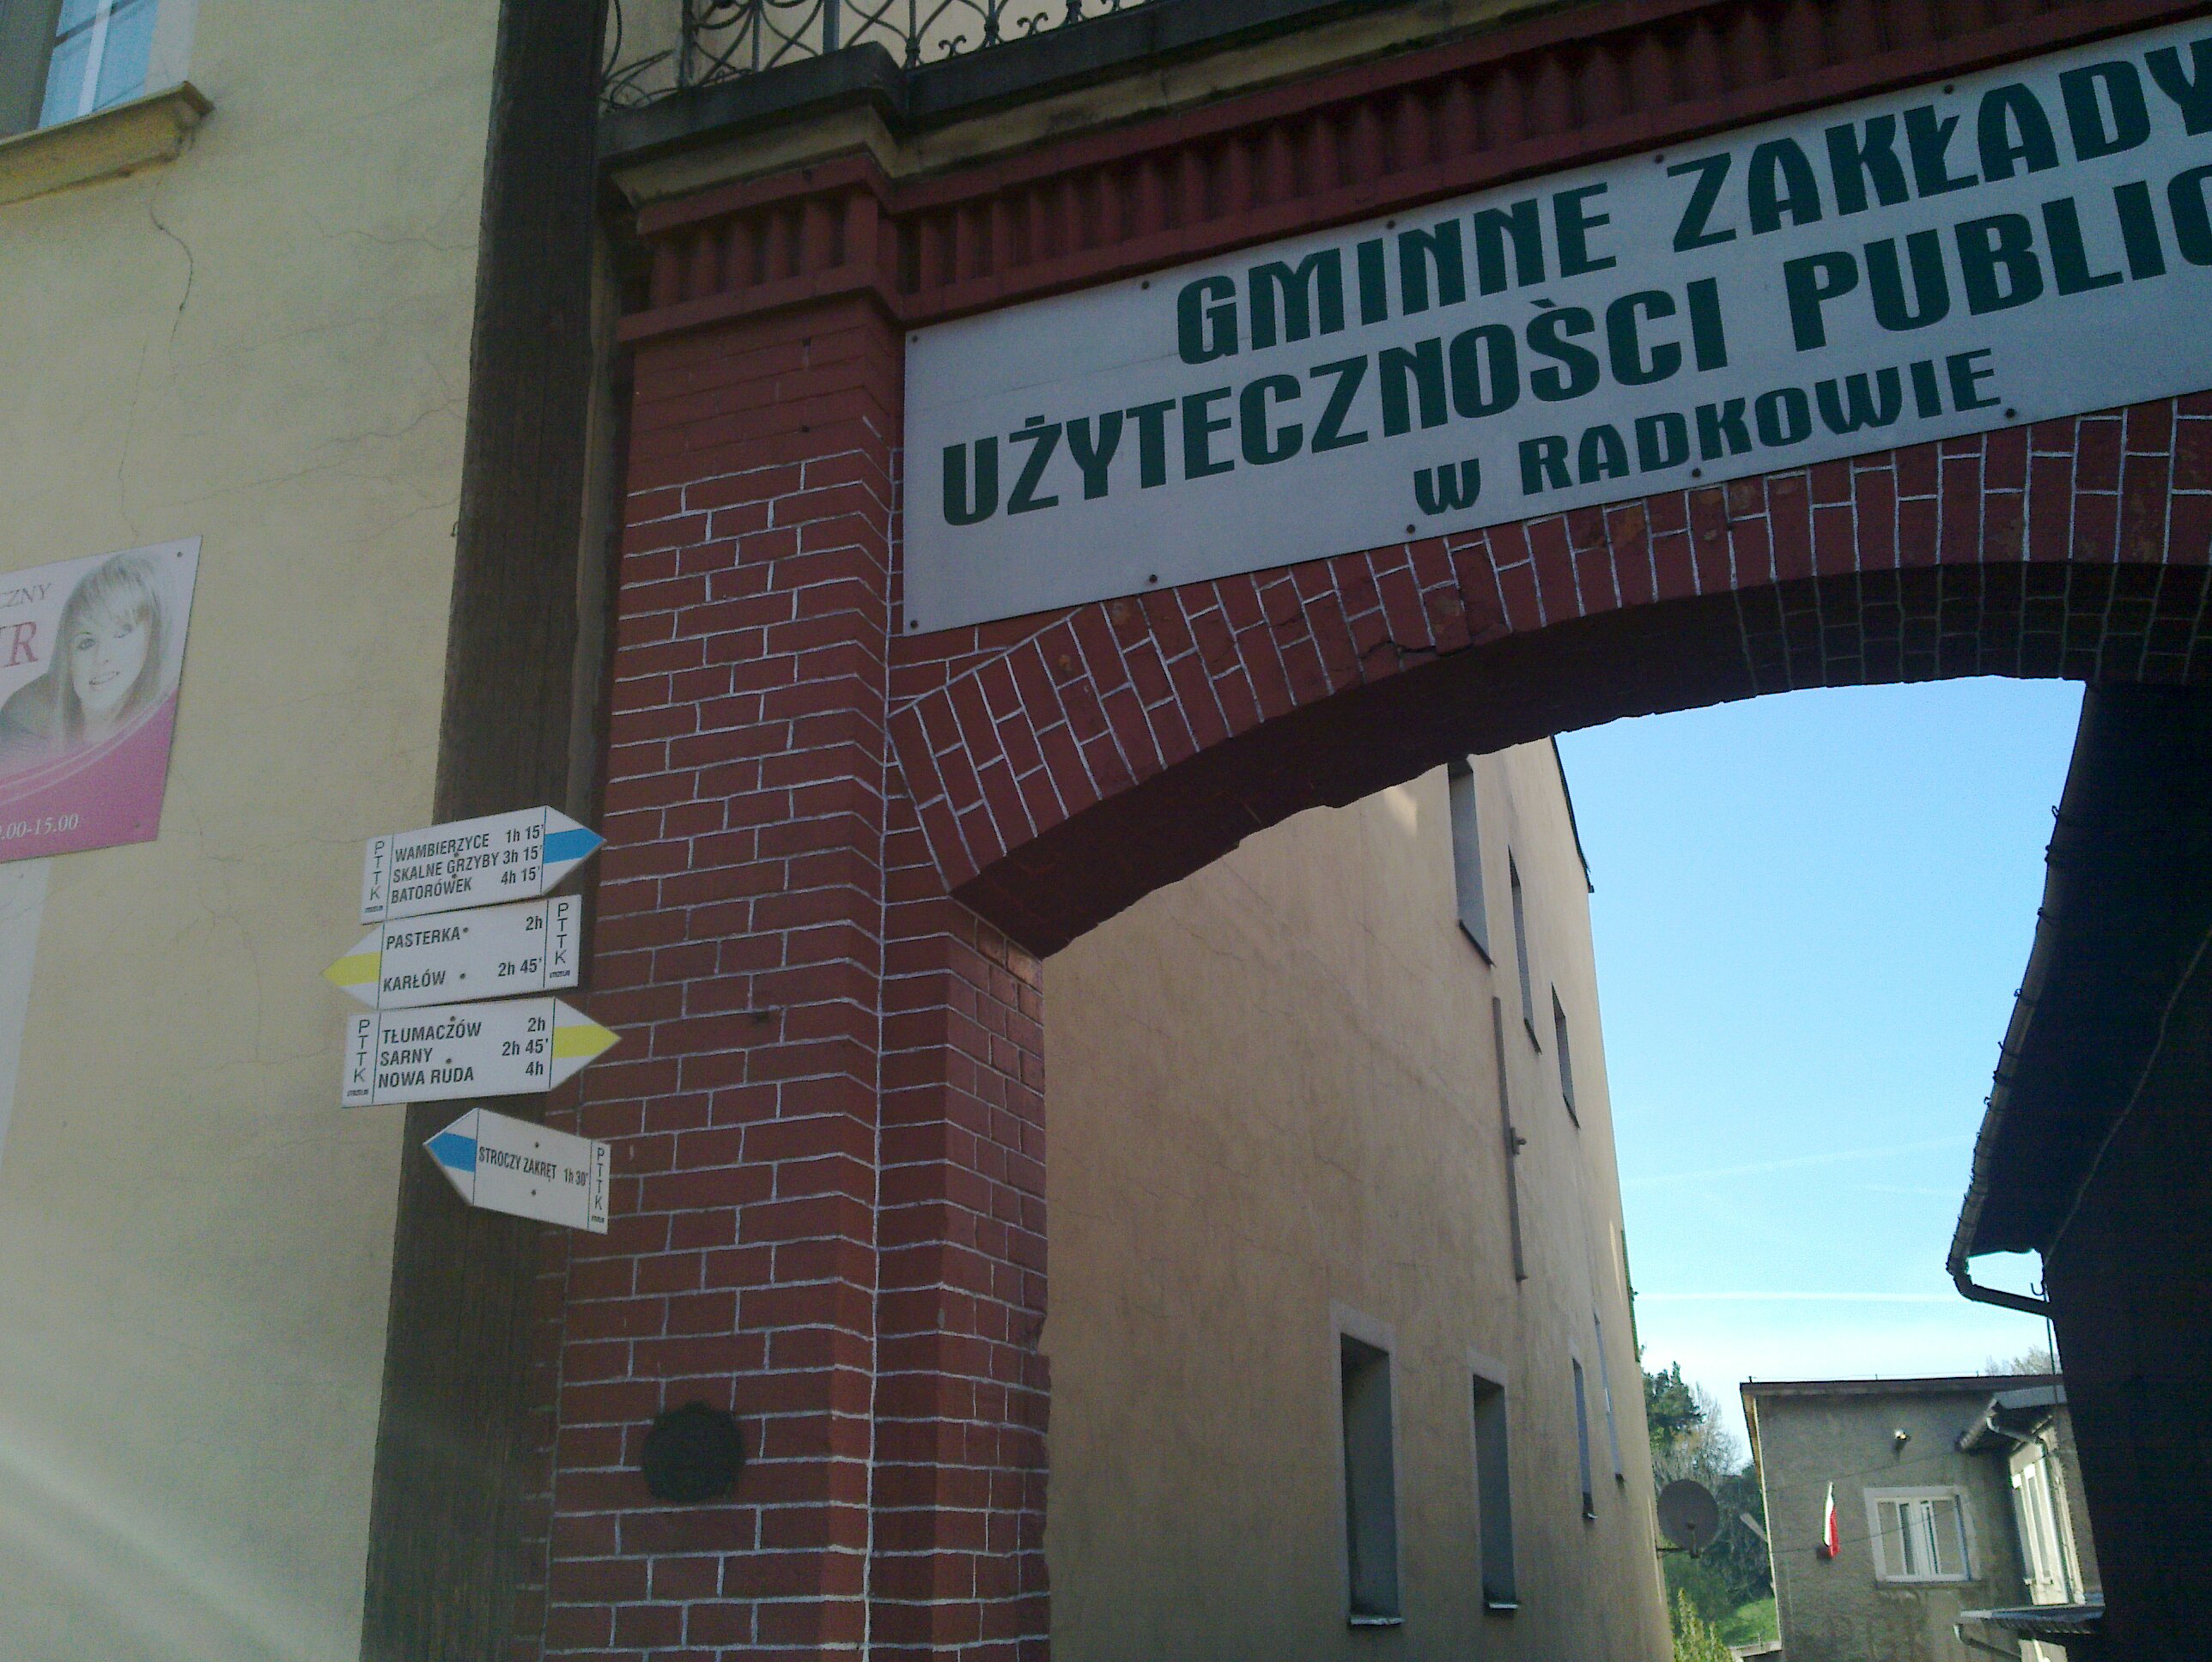 GMINNE ZAKŁADY
UŻYTECZNOŚCI PUBLIC
W RADKOWIE
CZNY
.00-15.00
PTTK
WAMBIERZYCE 1h 15'
SKALNE GRZYBY 3h 15'
BATORÓWEK 4h 15'
PASTERKA 2h
KARŁÓW 2h 45'
PTTK
PTTK
TŁUMACZÓW 2h
SARNY 2h 45'
NOWA RUDA 4h
STROCZY ZAKRĘT 1h 30'
PTTK